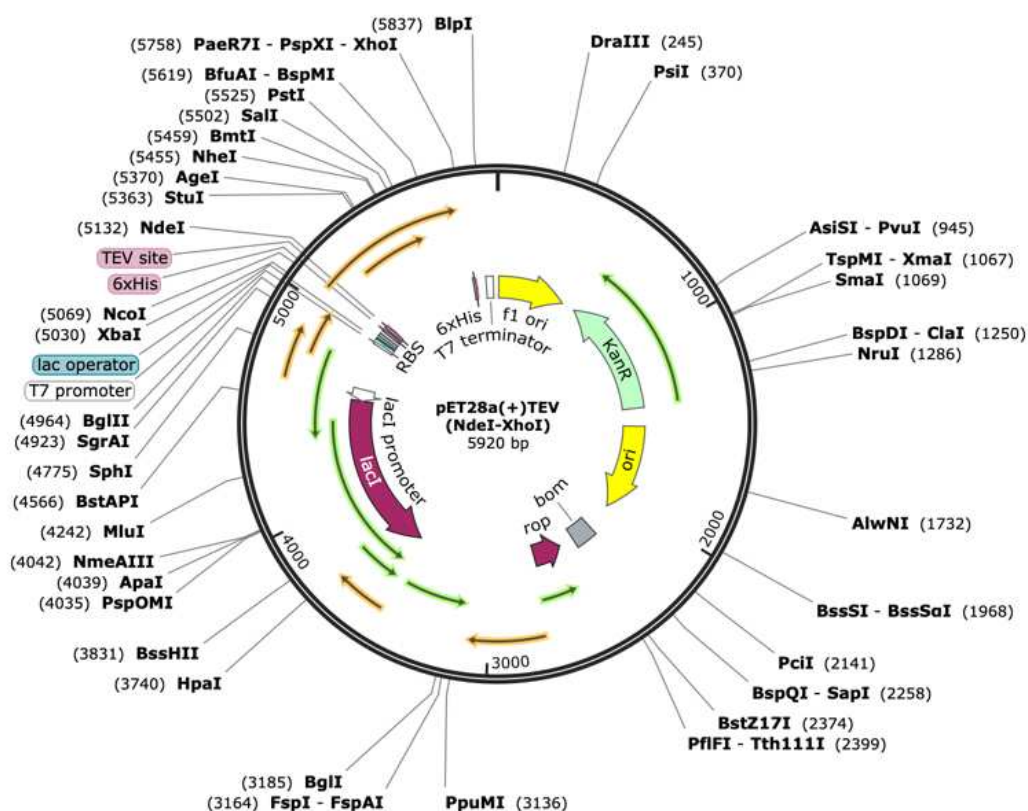 (5837) BlpI
(5758) PaeR7I - PspXI - XhoI
(5619) BfuAI - BspMI
(5525) PstI
(5502) SalI
(5459) BmtI
(5455) NheI
(5370) AgeI
(5363) StuI
(5132) NdeI
TEV site
6xHis
(5069) NcoI
(5030) XbaI
lac operator
T7 promoter
(4964) BglII
(4923) SgrAI
(4775) SphI
(4566) BstAPI
(4242) MluI
(4042) NmeAIII
(4039) ApaI
(4035) PspOMI
(3831) BssHII
(3740) HpaI
(3185) BglI
(3164) FspI - FspAI
PpuMI (3136)
DraIII (245)
PsiI (370)
AsiSI - PvuI (945)
TspMI - XmaI (1067)
SmaI (1069)
BspDI - ClaI (1250)
NruI (1286)
AlwNI (1732)
BssSI - BssSαI (1968)
PciI (2141)
BspQI - SapI (2258)
BstZ17I (2374)
PflFI - Tth111I (2399)
1000
2000
3000
4000
5000
6xHis
T7 terminator
f1 ori
RBS
KanR
lacI promoter
lacI
ori
bom
rop
pET28a(+)TEV
(NdeI-XhoI)
5920 bp